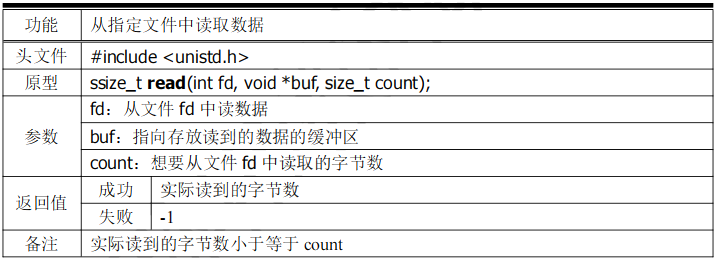 功能 从指定文件中读取数据
头文件 #include <unistd.h>
原型 ssize_t read(int fd, void *buf, size_t count);
参数 fd：从文件 fd 中读数据
buf：指向存放读到的数据的缓冲区
count：想要从文件 fd 中读取的字节数
返回值 成功 实际读到的字节数
失败 -1
备注 实际读到的字节数小于等于 count